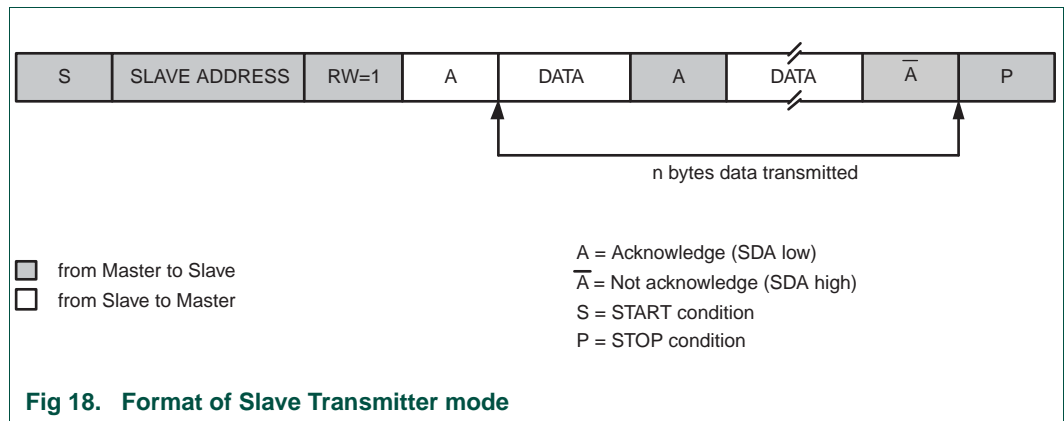 S SLAVE ADDRESS RW=1 A DATA A DATA A̅ P
n bytes data transmitted
from Master to Slave
from Slave to Master
A = Acknowledge (SDA low)
A̅ = Not acknowledge (SDA high)
S = START condition
P = STOP condition
Fig 18. Format of Slave Transmitter mode